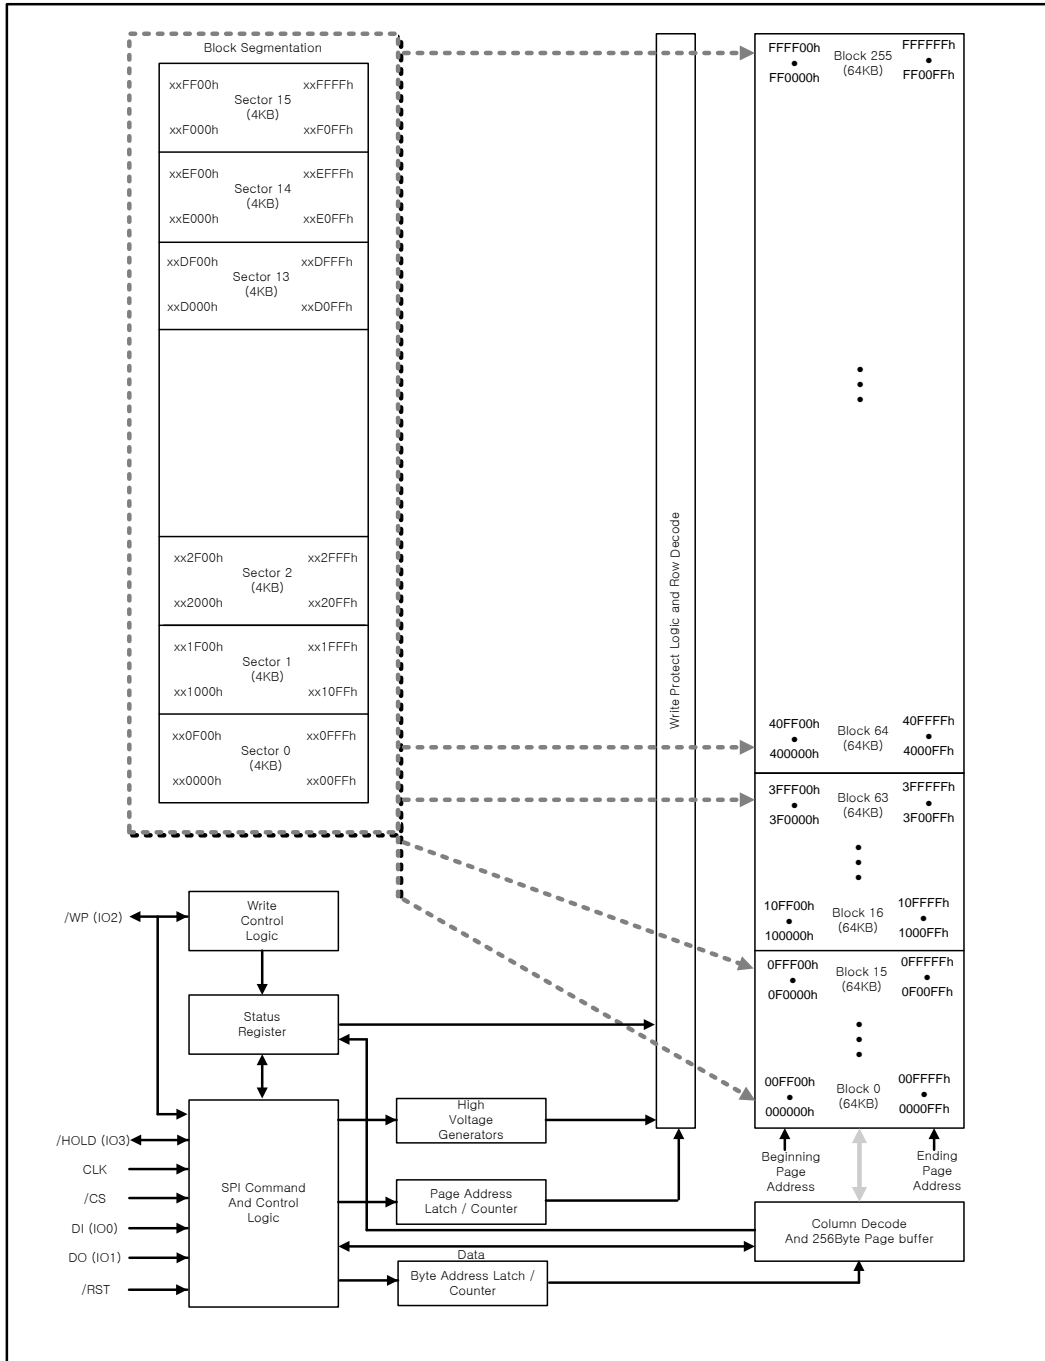 Block Segmentation
xxFF00h xxFFFFh
Sector 15
(4KB)
xxF000h xxF0FFh
xxEF00h xxEFFFh
Sector 14
(4KB)
xxE000h xxE0FFh
xxDF00h xxDFFFh
Sector 13
(4KB)
xxD000h xxD0FFh
xx2F00h xx2FFFh
Sector 2
(4KB)
xx2000h xx20FFh
xx1F00h xx1FFFh
Sector 1
(4KB)
xx1000h xx10FFh
xx0F00h xx0FFFh
Sector 0
(4KB)
xx0000h xx00FFh
Write Protect Logic and Row Decode
FFFF00h Block 255 FFFFFFh
(64KB)
FF0000h FF00FFh
40FF00h Block 64 40FFFFh
(64KB)
400000h 4000FFh
3FFF00h Block 63 3FFFFFh
(64KB)
3F0000h 3F00FFh
10FF00h Block 16 10FFFFh
(64KB)
100000h 1000FFh
0FFF00h Block 15 0FFFFFh
(64KB)
0F0000h 0F00FFh
00FF00h Block 0 00FFFFh
(64KB)
000000h 0000FFh
Beginning
Page
Address
Ending
Page
Address
/WP (IO2)
Write
Control
Logic
Status
Register
/HOLD (IO3)
CLK
/CS
DI (IO0)
DO (IO1)
/RST
SPI Command
And Control
Logic
High
Voltage
Generators
Page Address
Latch / Counter
Column Decode
And 256Byte Page buffer
Data
Byte Address Latch /
Counter